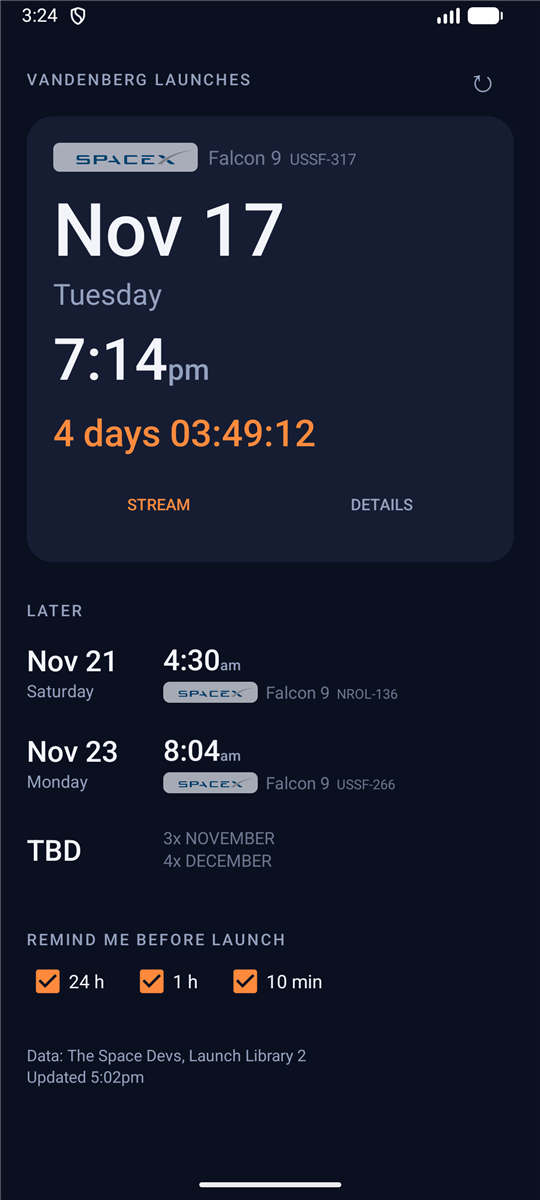 3:24
VANDENBERG LAUNCHES
SPACEX Falcon 9 USSF-317
Nov 17
Tuesday
7:14pm
4 days 03:49:12
STREAM DETAILS
LATER
Nov 21 4:30am
Saturday SPACEX Falcon 9 NROL-136
Nov 23 8:04am
Monday SPACEX Falcon 9 USSF-266
TBD 3x NOVEMBER
4x DECEMBER
REMIND ME BEFORE LAUNCH
24 h 1 h 10 min
Data: The Space Devs, Launch Library 2
Updated 5:02pm